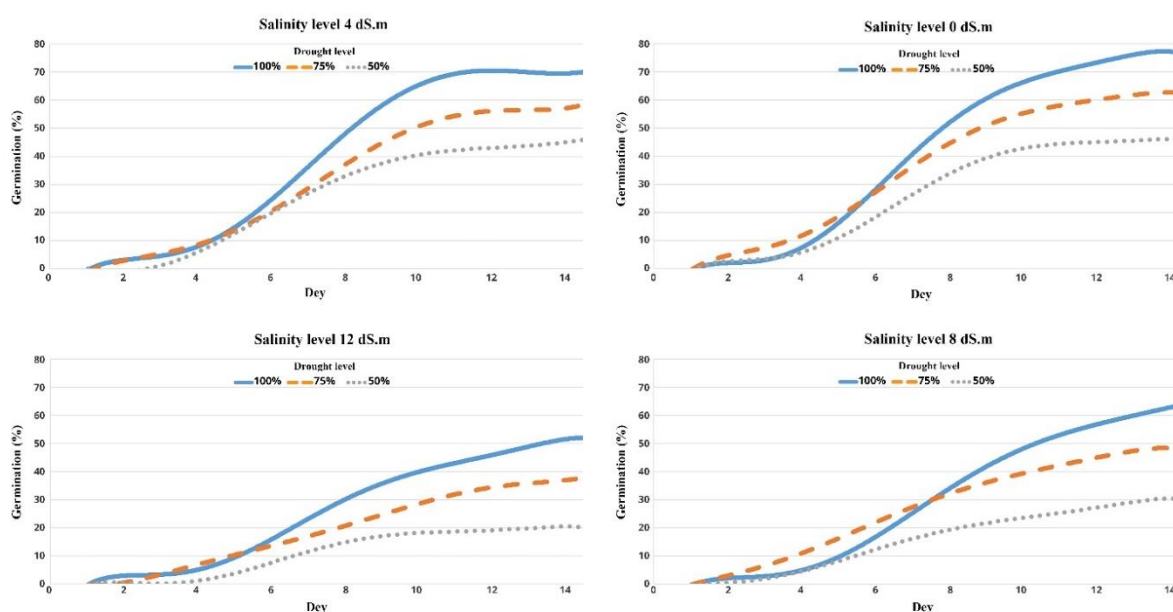 Salinity level 4 dS.m
Drought level
100% 75% 50%
Germination (%)
80
70
60
50
40
30
20
10
0
0 2 4 6 8 10 12 14
Dey
Salinity level 0 dS.m
Drought level
100% 75% 50%
Germination (%)
80
70
60
50
40
30
20
10
0
0 2 4 6 8 10 12 14
Dey
Salinity level 12 dS.m
Drought level
100% 75% 50%
Germination (%)
80
70
60
50
40
30
20
10
0
0 2 4 6 8 10 12 14
Dey
Salinity level 8 dS.m
Drought level
100% 75% 50%
Germination (%)
80
70
60
50
40
30
20
10
0
0 2 4 6 8 10 12 14
Dey